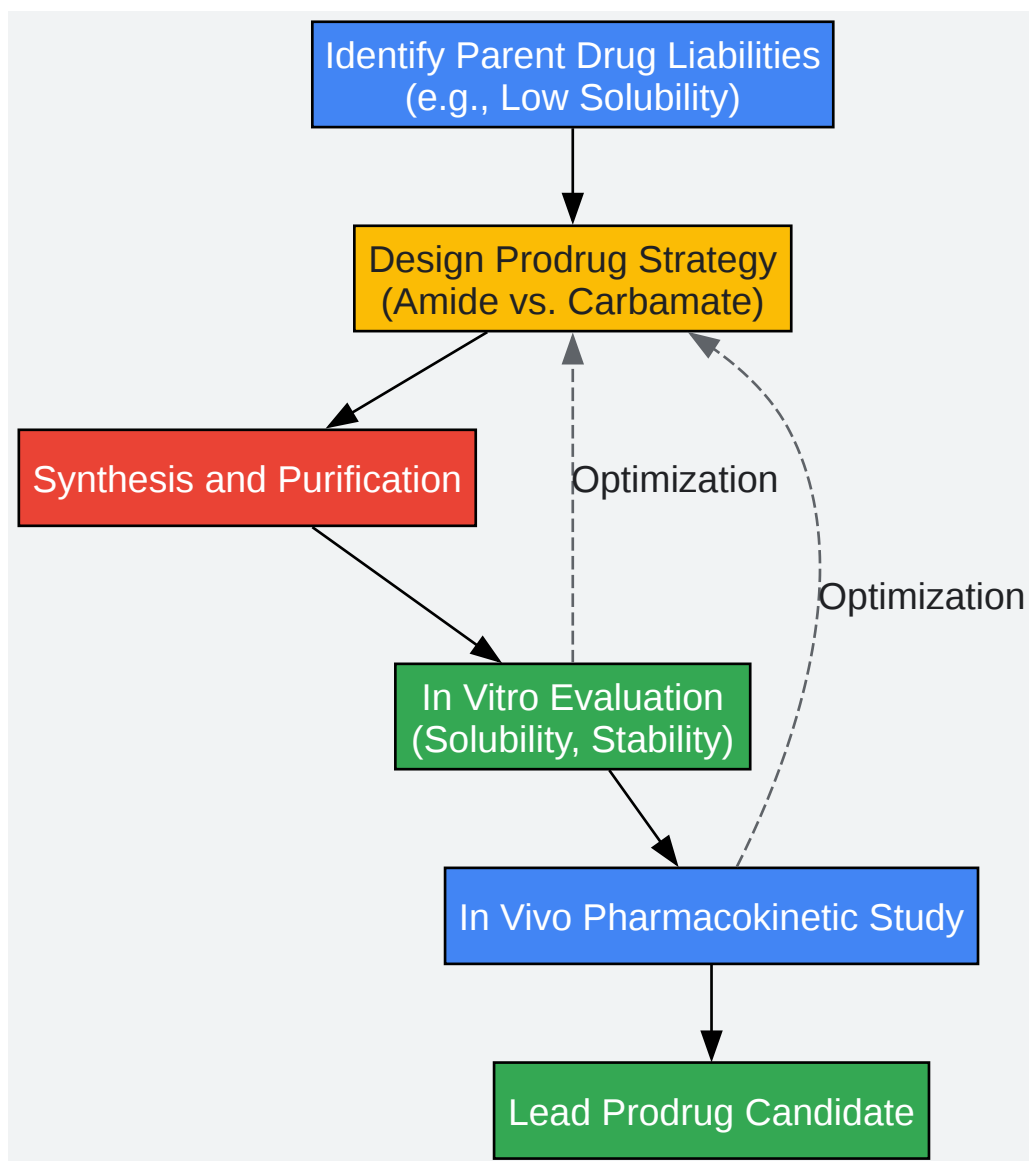 Identify Parent Drug Liabilities
(e.g., Low Solubility)
Design Prodrug Strategy
(Amide vs. Carbamate)
Synthesis and Purification
Optimization
Optimization
In Vitro Evaluation
(Solubility, Stability)
In Vivo Pharmacokinetic Study
Lead Prodrug Candidate